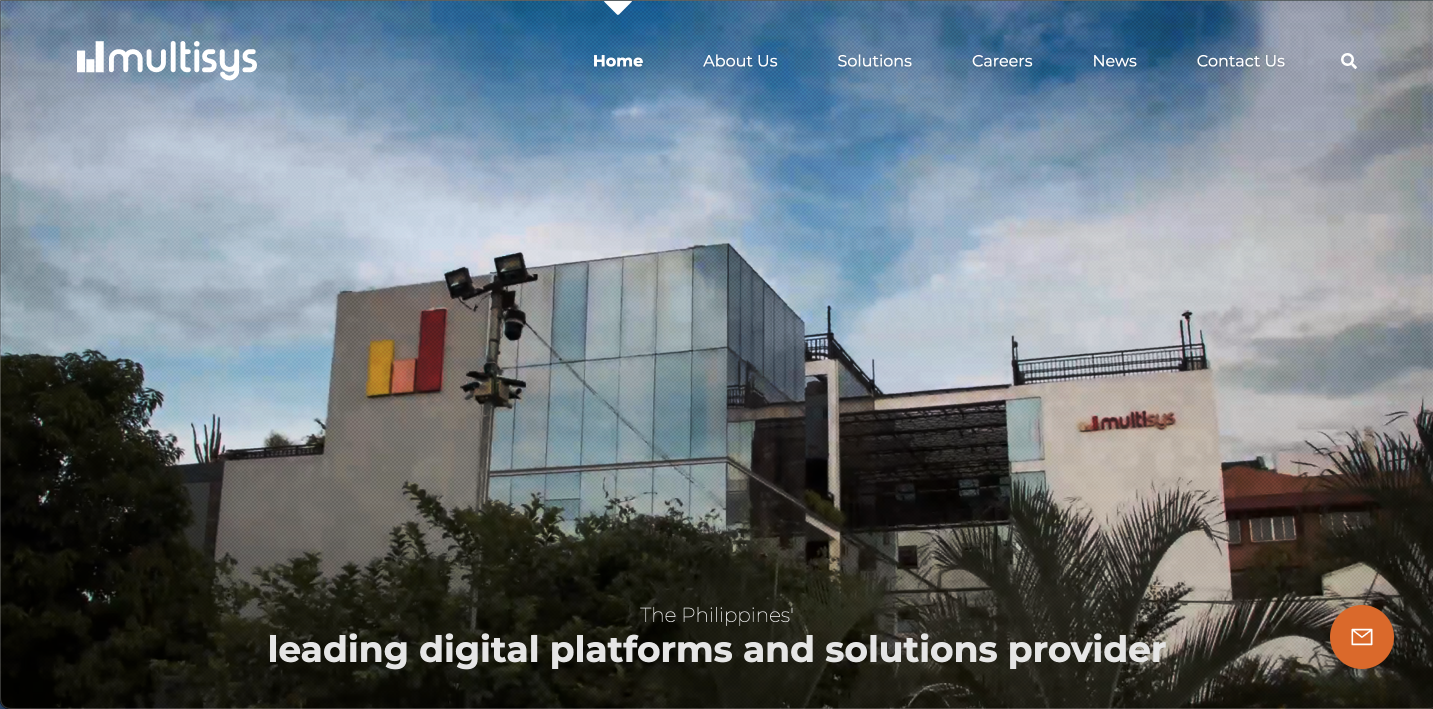 multisys
Home About Us Solutions Careers News Contact Us
multisys
The Philippines'
leading digital platforms and solutions provider